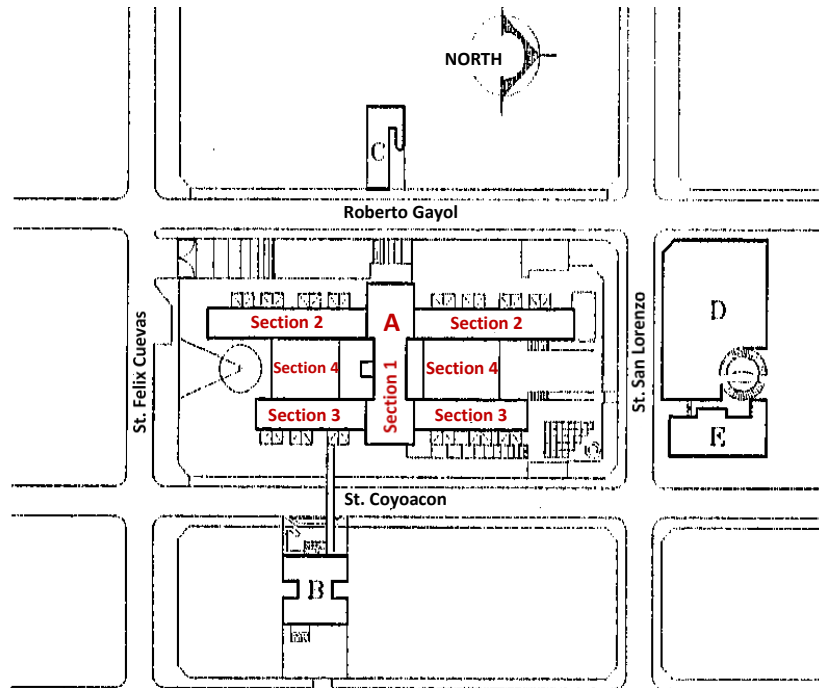 NORTH
C
Roberto Gayol
Section 2
A
Section 2
D
Section 4
Section 1
Section 4
St. Felix Cuevas
St. San Lorenzo
Section 3
Section 3
E
St. Coyoacon
B